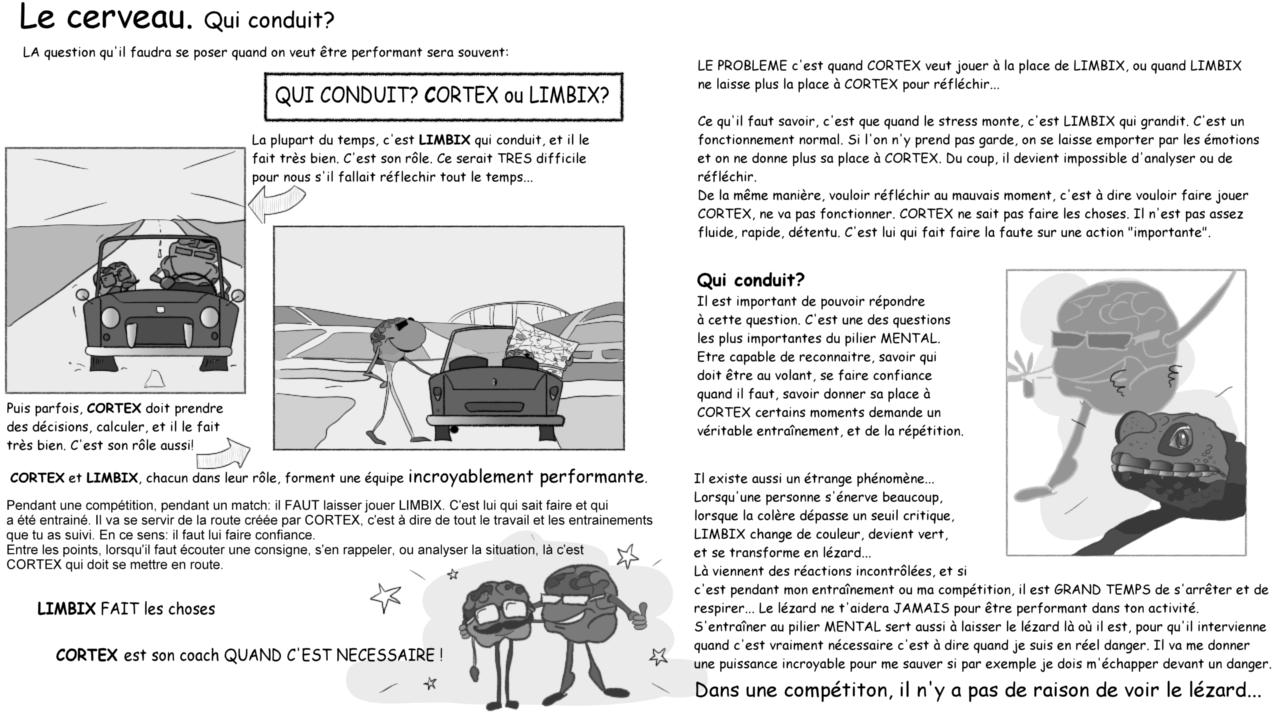 Le cerveau. Qui conduit?
LA question qu'il faudra se poser quand on veut être performant sera souvent:
QUI CONDUIT? CORTEX ou LIMBIX?
La plupart du temps, c'est LIMBIX qui conduit, et il le
fait très bien. C'est son rôle. Ce serait TRES difficile
pour nous s'il fallait réflechir tout le temps...
Puis parfois, CORTEX doit prendre
des décisions, calculer, et il le fait
très bien. C'est son rôle aussi!
CORTEX et LIMBIX, chacun dans leur rôle, forment une équipe incroyablement performante.
Pendant une compétition, pendant un match: il FAUT laisser jouer LIMBIX. C'est lui qui sait faire et qui
a été entrainé. Il va se servir de la route créée par CORTEX, c'est à dire de tout le travail et les entrainements
que tu as suivi. En ce sens: il faut lui faire confiance.
Entre les points, lorsqu'il faut écouter une consigne, s'en rappeler, ou analyser la situation, là c'est
CORTEX qui doit se mettre en route.
LIMBIX FAIT les choses
CORTEX est son coach QUAND C'EST NECESSAIRE !
LE PROBLEME c'est quand CORTEX veut jouer à la place de LIMBIX, ou quand LIMBIX
ne laisse plus la place à CORTEX pour réfléchir...
Ce qu'il faut savoir, c'est que quand le stress monte, c'est LIMBIX qui grandit. C'est un
fonctionnement normal. Si l'on n'y prend pas garde, on se laisse emporter par les émotions
et on ne donne plus sa place à CORTEX. Du coup, il devient impossible d'analyser ou de
réfléchir.
De la même manière, vouloir réfléchir au mauvais moment, c'est à dire vouloir faire jouer
CORTEX, ne va pas fonctionner. CORTEX ne sait pas faire les choses. Il n'est pas assez
fluide, rapide, détentu. C'est lui qui fait faire la faute sur une action "importante".
Qui conduit?
Il est important de pouvoir répondre
à cette question. C'est une des questions
les plus importantes du pilier MENTAL.
Etre capable de reconnaitre, savoir qui
doit être au volant, se faire confiance
quand il faut, savoir donner sa place à
CORTEX certains moments demande un
véritable entraînement, et de la répétition.
Il existe aussi un étrange phénomène...
Lorsqu'une personne s'énerve beaucoup,
lorsque la colère dépasse un seuil critique,
LIMBIX change de couleur, devient vert,
et se transforme en lézard...
Là viennent des réactions incontrôlées, et si
c'est pendant mon entraînement ou ma compétition, il est GRAND TEMPS de s'arrêter et de
respirer... Le lézard ne t'aidera JAMAIS pour être performant dans ton activité.
S'entraîner au pilier MENTAL sert aussi à laisser le lézard là où il est, pour qu'il intervienne
quand c'est vraiment nécessaire c'est à dire quand je suis en réel danger. Il va me donner
une puissance incroyable pour me sauver si par exemple je dois m'échapper devant un danger.
Dans une compétiton, il n'y a pas de raison de voir le lézard...